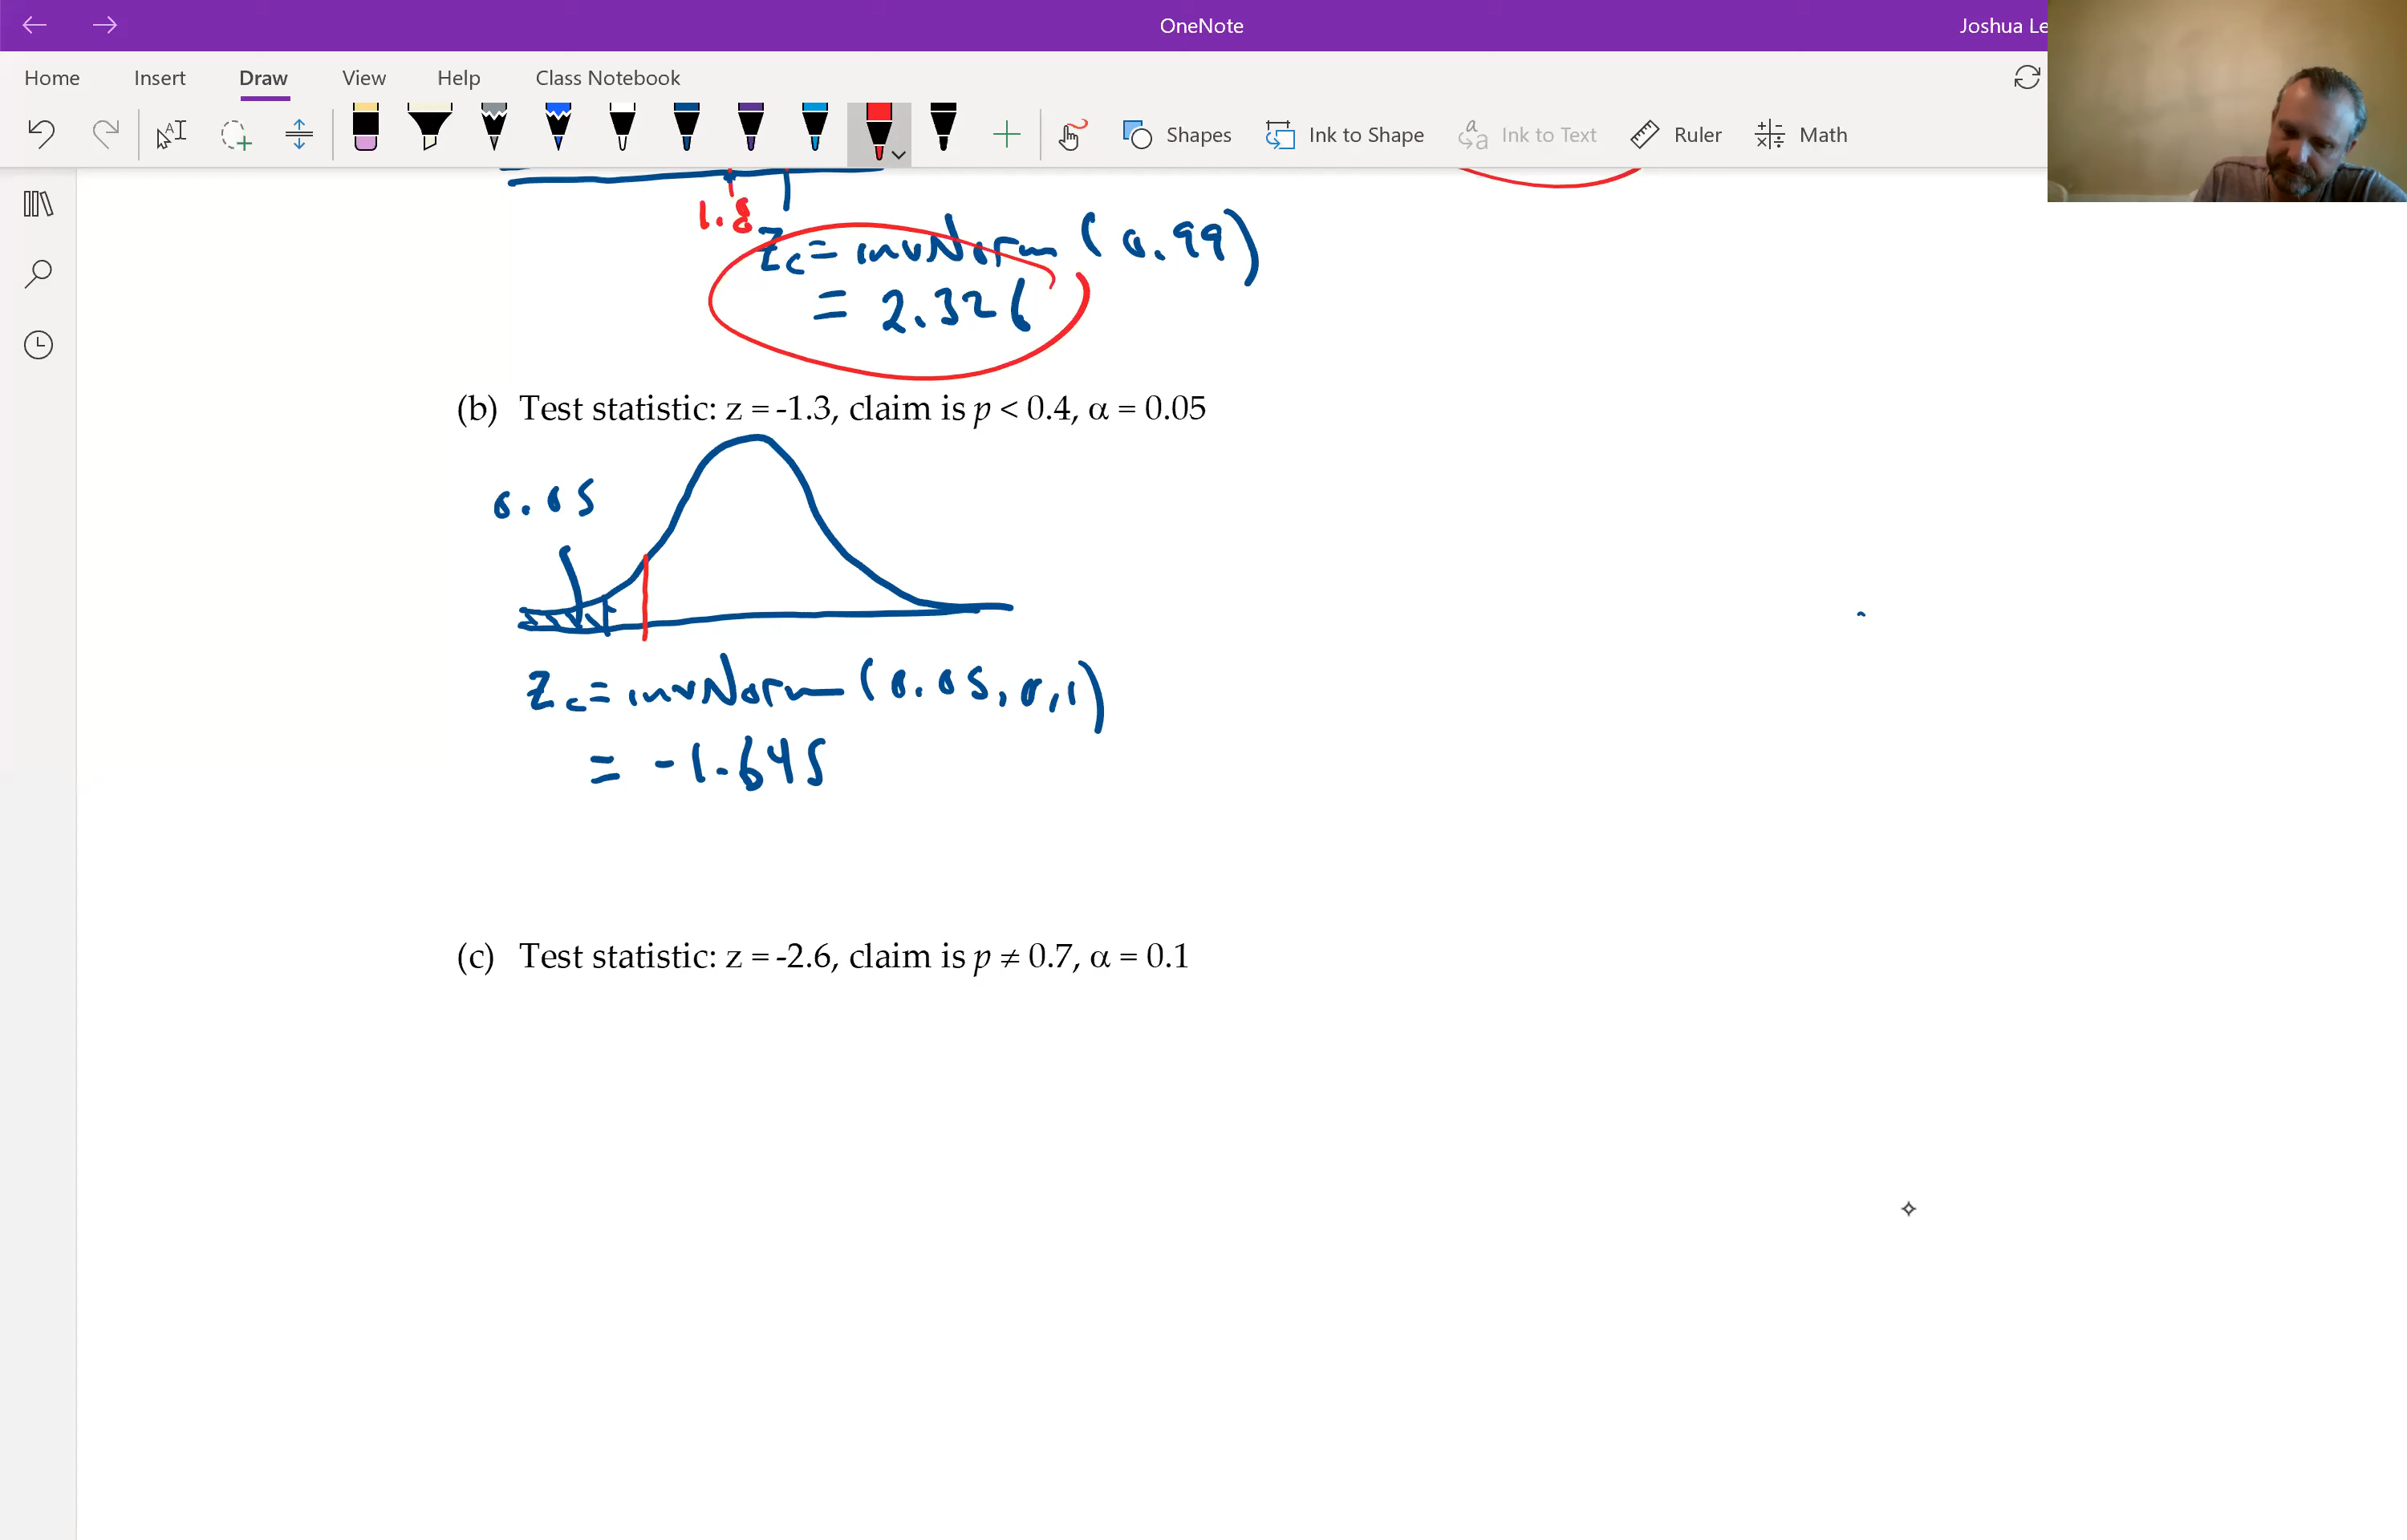 OneNote
Joshua Le
Home Insert Draw View Help Class Notebook
Shapes Ink to Shape Ink to Text Ruler Math
1.8
Zc = invNorm (0.99)
= 2.326
(b) Test statistic: z = -1.3, claim is p < 0.4, α = 0.05
0.05
Zc = invNorm (0.05, 0, 1)
= -1.645
(c) Test statistic: z = -2.6, claim is p ≠ 0.7, α = 0.1